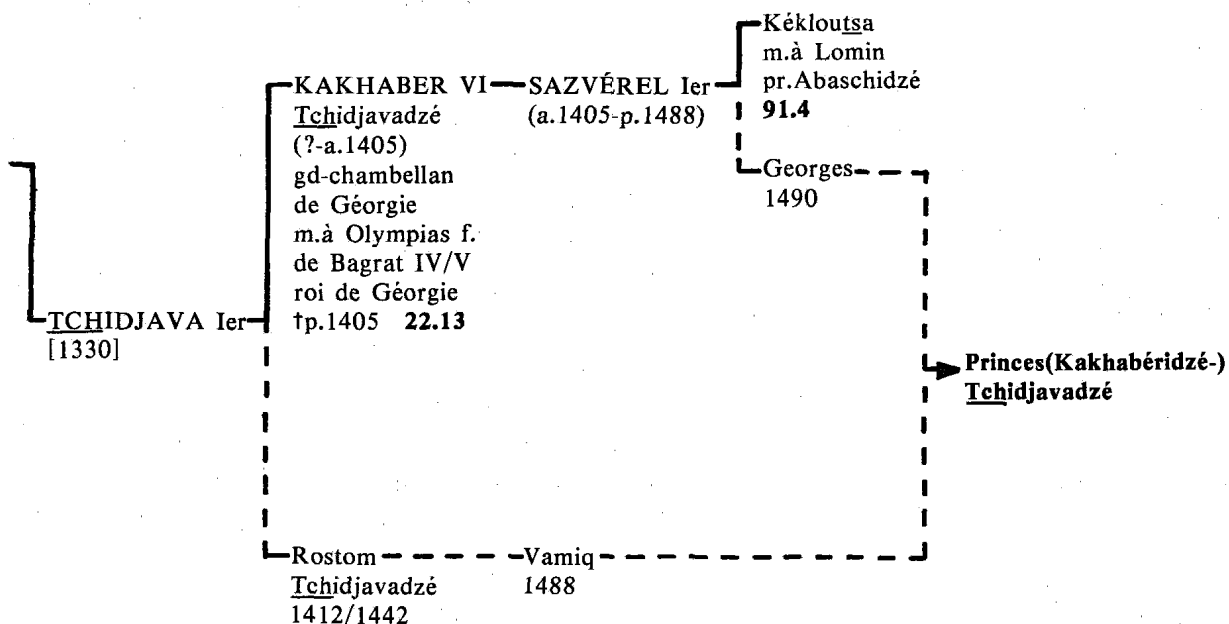 Kékloutsa
m.à Lomin
pr.Abaschidzé
91.4
KAKHABER VI
Tchidjavadzé
(?-a.1405)
gd-chambellan
de Géorgie
m.à Olympias f.
de Bagrat IV/V
roi de Géorgie
†p.1405 22.13
SAZVÉREL Ier
(a.1405-p.1488)
Georges
1490
TCHIDJAVA Ier
[1330]
Princes(Kakhabéridzé-)
Tchidjavadzé
Rostom
Tchidjavadzé
1412/1442
Vamiq
1488